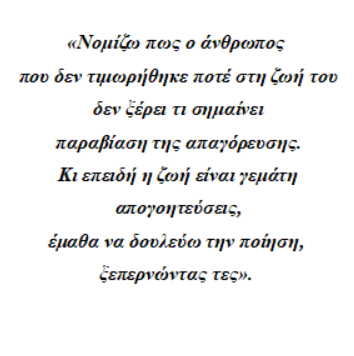 «Νομίζω πως ο άνθρωπος
που δεν τιμωρήθηκε ποτέ στη ζωή του
δεν ξέρει τι σημαίνει
παραβίαση της απαγόρευσης.
Κι επειδή η ζωή είναι γεμάτη
απογοητεύσεις,
έμαθα να δουλεύω την ποίηση,
ξεπερνώντας τες».